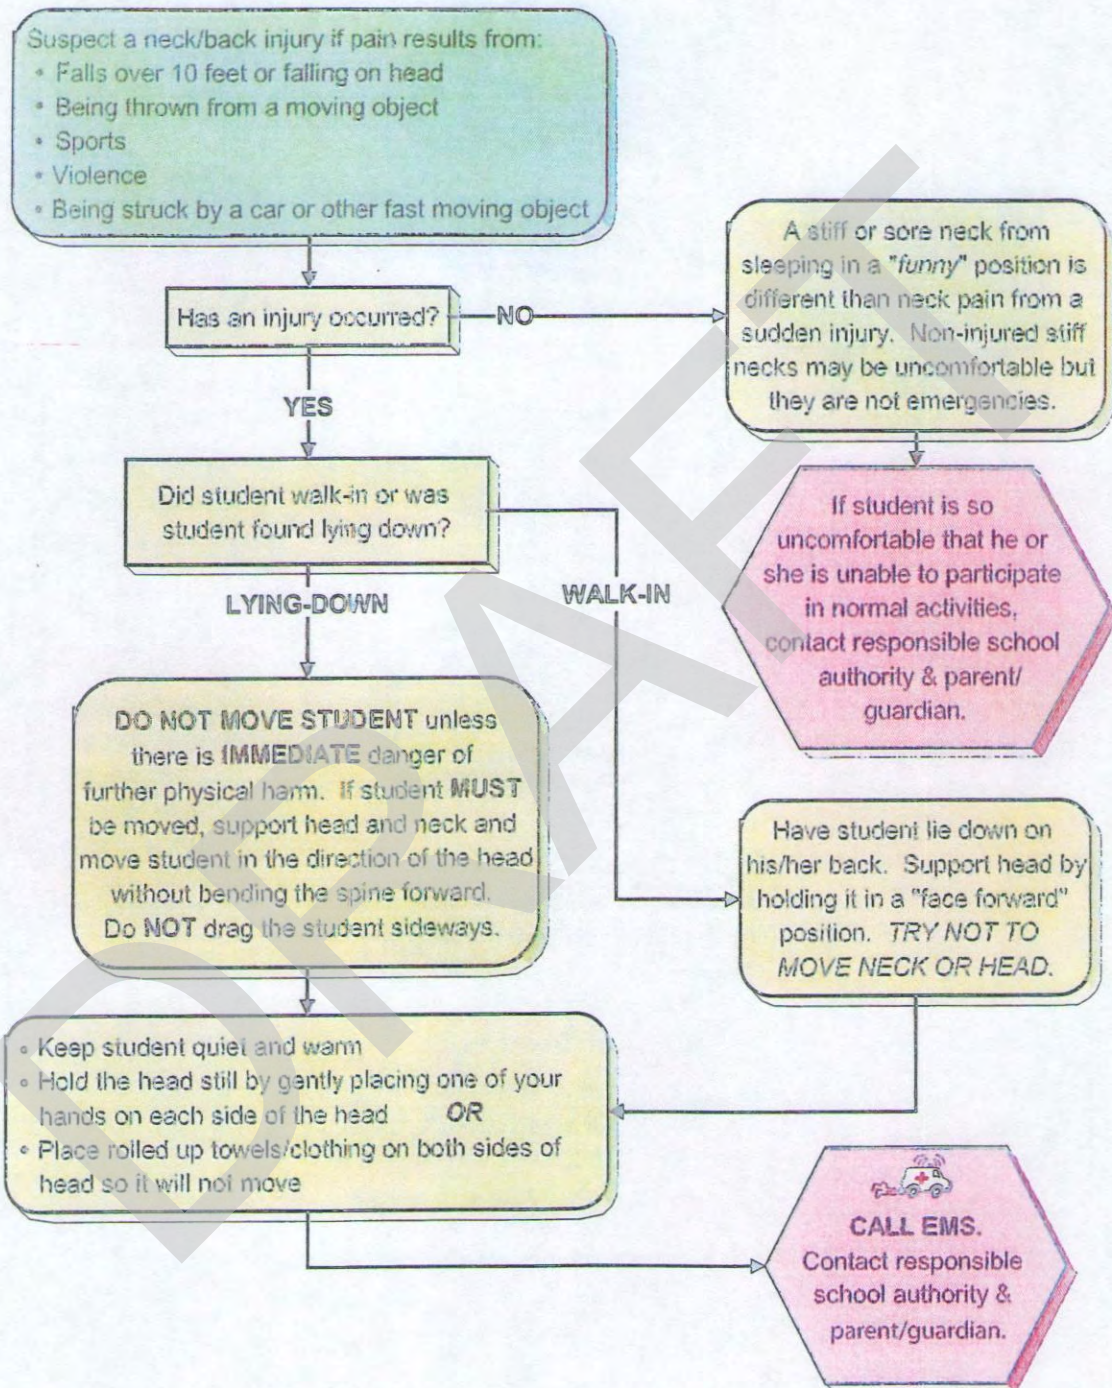 Suspect a neck/back injury if pain results from:
• Falls over 10 feet or falling on head
• Being thrown from a moving object
• Sports
• Violence
• Being struck by a car or other fast moving object
Has an injury occurred?
NO
A stiff or sore neck from
sleeping in a "funny" position is
different than neck pain from a
sudden injury. Non-injured stiff
necks may be uncomfortable but
they are not emergencies.
YES
Did student walk-in or was
student found lying down?
If student is so
uncomfortable that he or
she is unable to participate
in normal activities,
contact responsible school
authority & parent/
guardian.
LYING-DOWN
WALK-IN
DO NOT MOVE STUDENT unless
there is IMMEDIATE danger of
further physical harm. If student MUST
be moved, support head and neck and
move student in the direction of the head
without bending the spine forward.
Do NOT drag the student sideways.
Have student lie down on
his/her back. Support head by
holding it in a "face forward"
position. TRY NOT TO
MOVE NECK OR HEAD.
• Keep student quiet and warm
• Hold the head still by gently placing one of your
hands on each side of the head OR
• Place rolled up towels/clothing on both sides of
head so it will not move
CALL EMS.
Contact responsible
school authority &
parent/guardian.
DRAFT